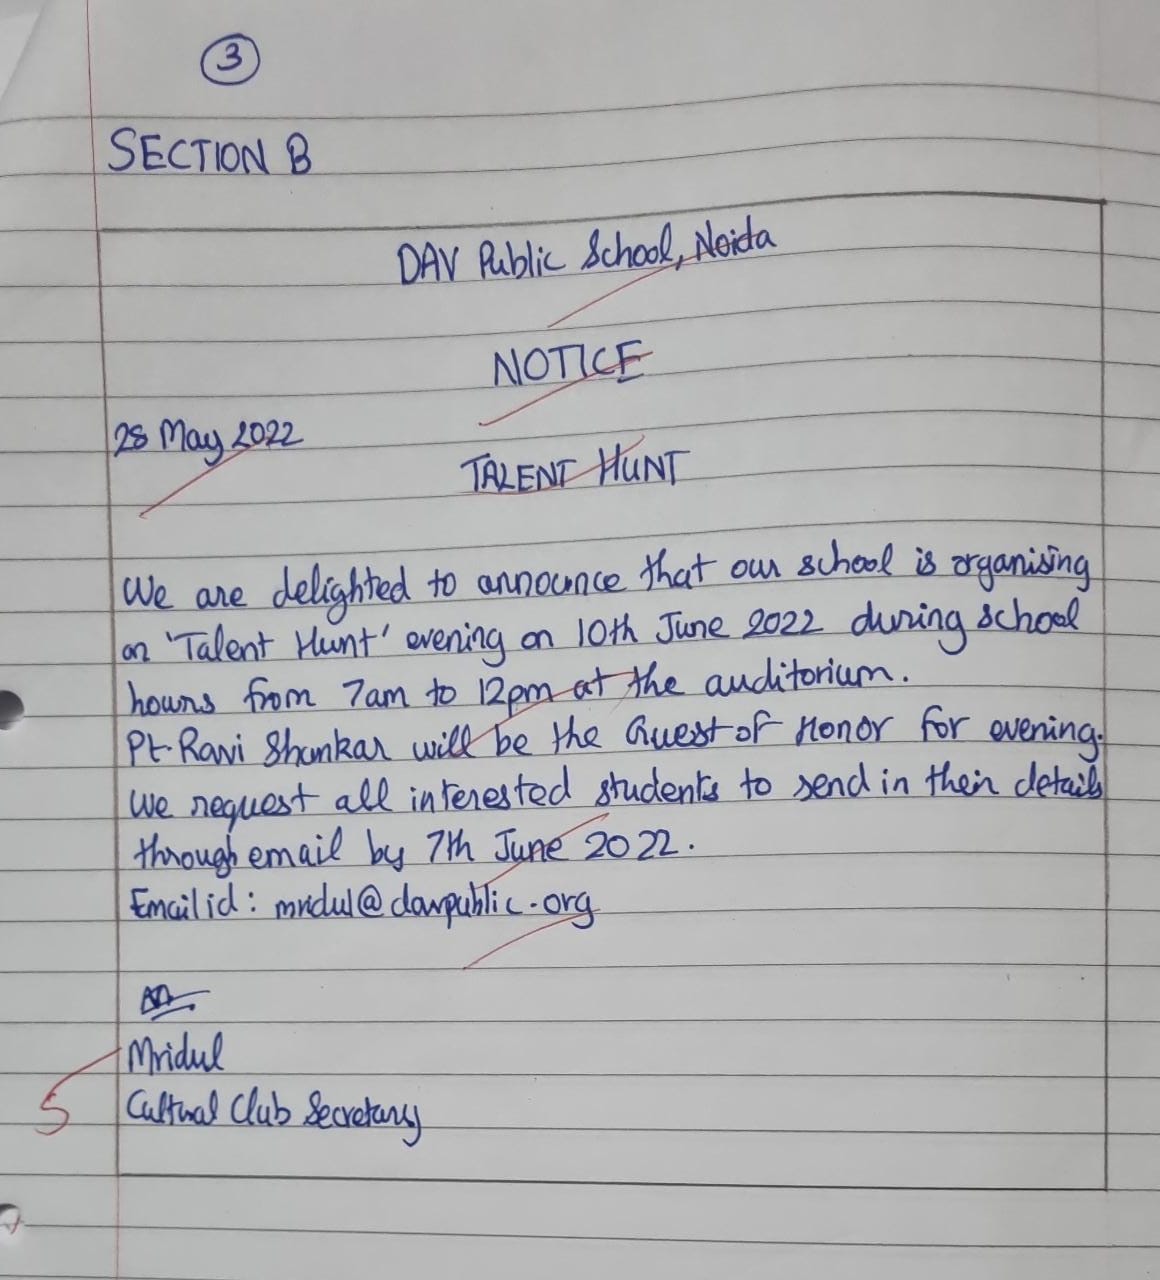 3
SECTION B
DAV Public School, Noida
NOTICE
28 May 2022
TALENT HUNT
We are delighted to announce that our school is organising
an 'Talent Hunt' evening on 10th June 2022 during school
hours from 7am to 12pm at the auditorium.
Pt. Ravi Shankar will be the Guest of Honor for evening.
We request all interested students to send in their details
through email by 7th June 2022.
Email id: mridul@davpublic.org
Mridul
Cultural Club Secretary
5